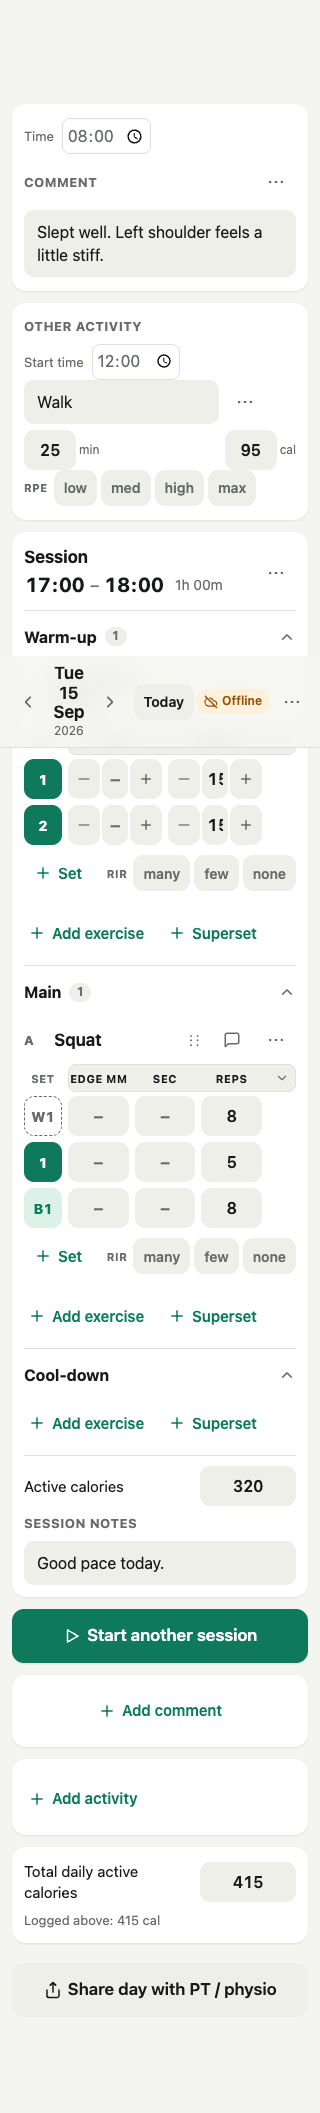 Time 08:00
COMMENT
Slept well. Left shoulder feels a
little stiff.
OTHER ACTIVITY
Start time 12:00
Walk
25 min 95 cal
RPE low med high max
Session
17:00 – 18:00 1h 00m
Warm-up 1
Tue
15
Sep
2026
Today Offline
1 – – + – 15 +
2 – – + – 15 +
+ Set RIR many few none
+ Add exercise + Superset
Main 1
A Squat
SET EDGE MM SEC REPS
W1 – – 8
1 – – 5
B1 – – 8
+ Set RIR many few none
+ Add exercise + Superset
Cool-down
+ Add exercise + Superset
Active calories 320
SESSION NOTES
Good pace today.
Start another session
+ Add comment
+ Add activity
Total daily active
calories
415
Logged above: 415 cal
Share day with PT / physio